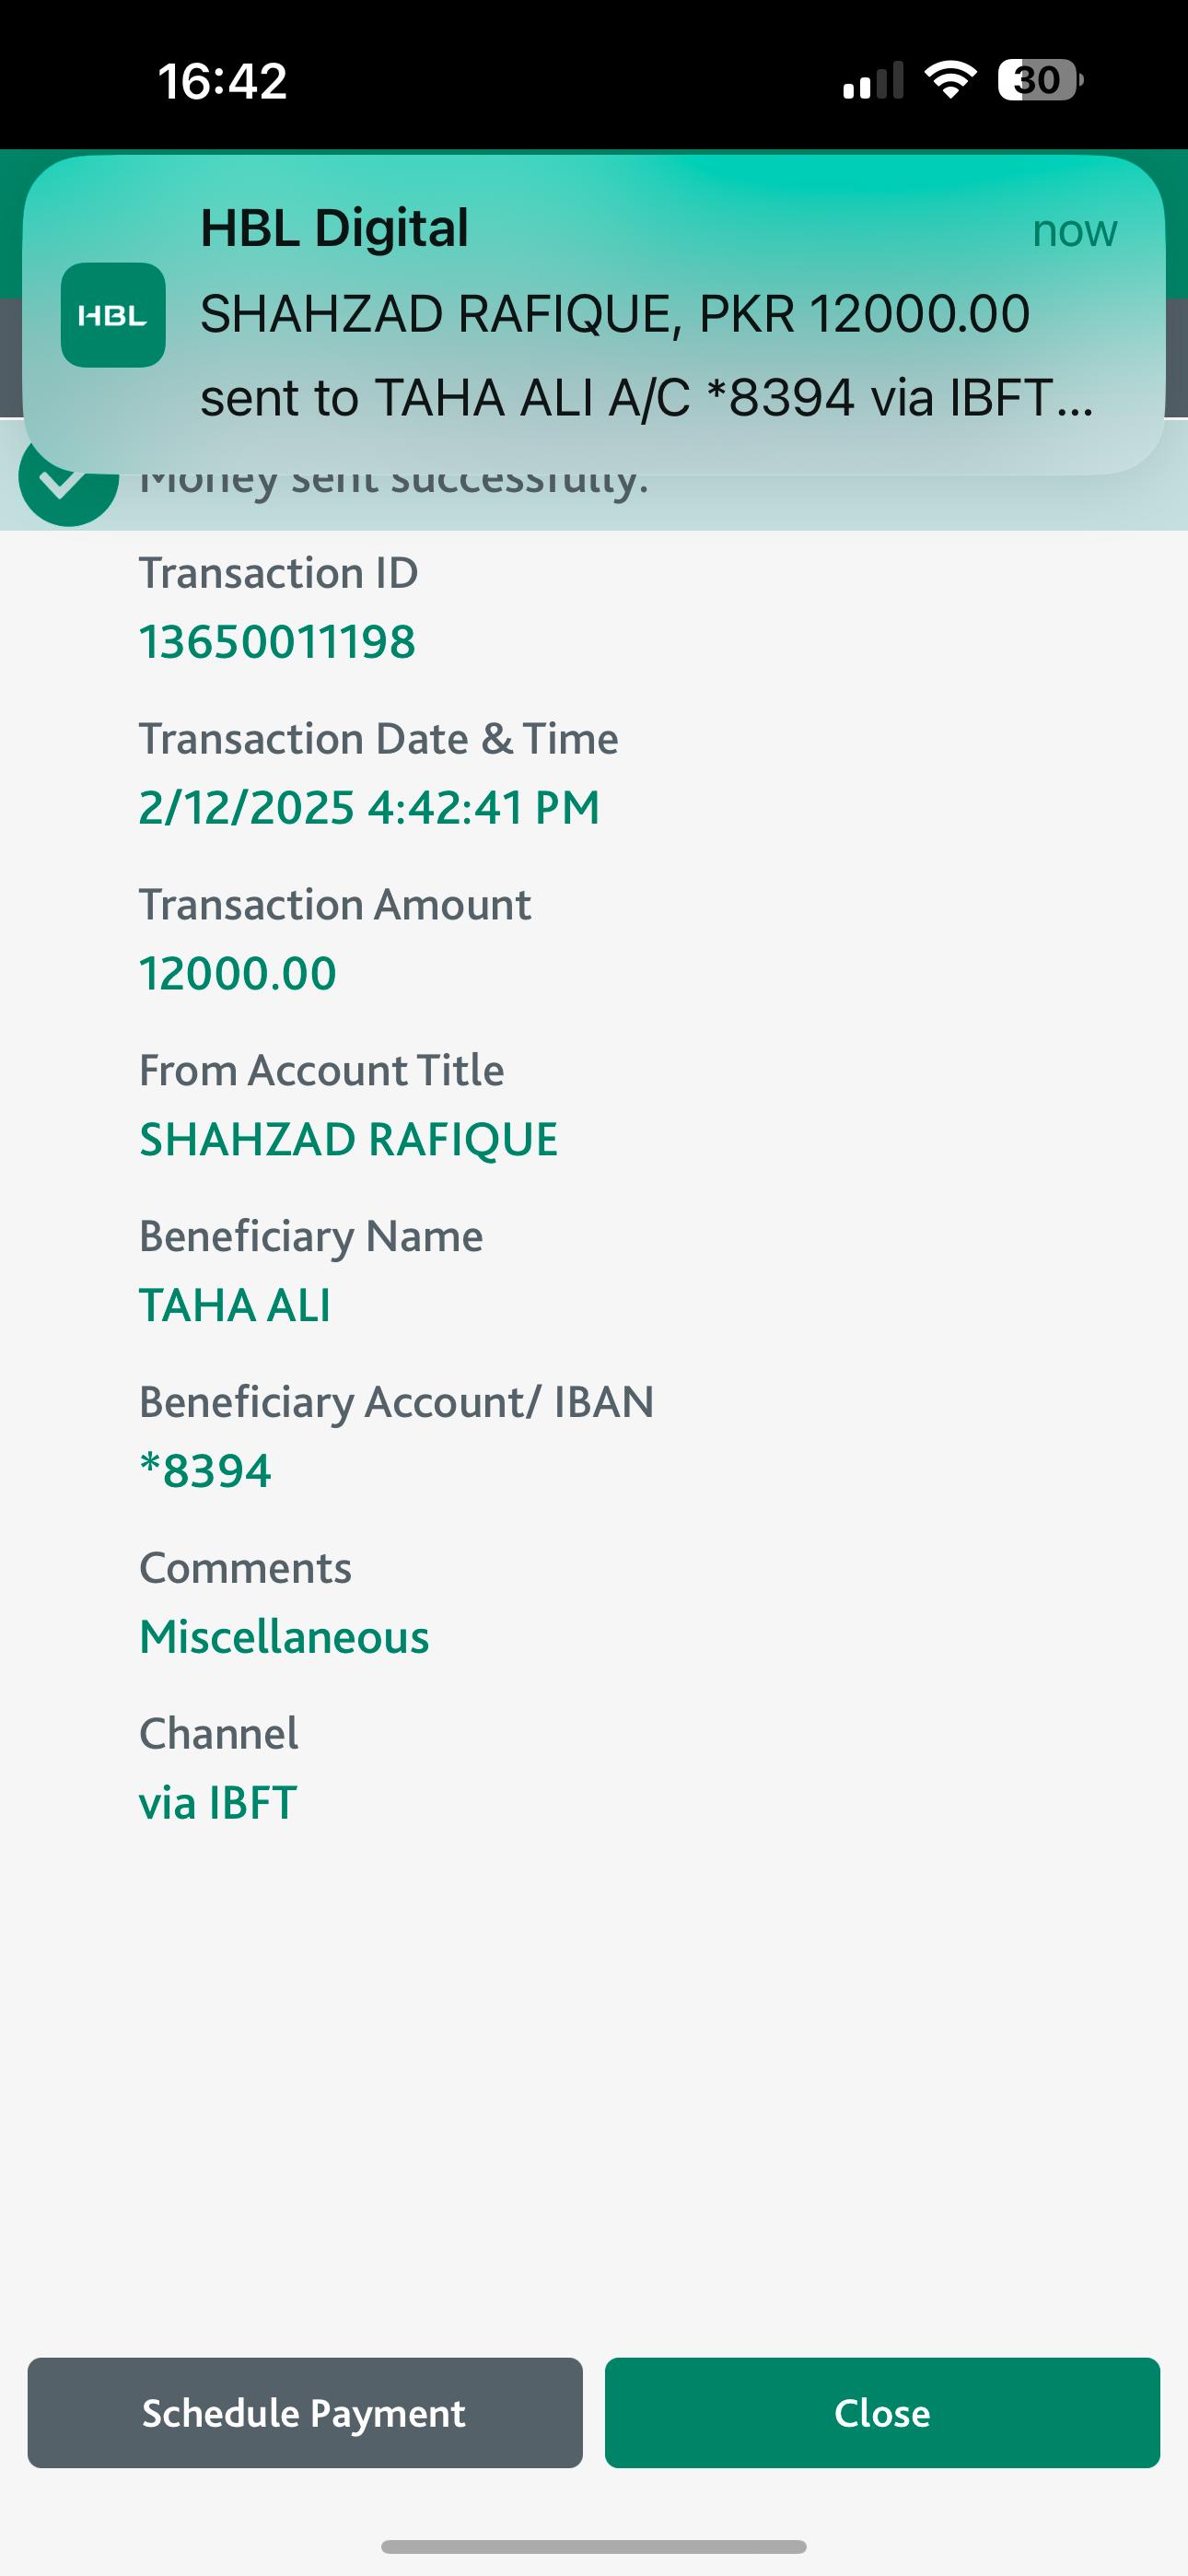 16:42
30
HBL Digital
now
HBL
SHAHZAD RAFIQUE, PKR 12000.00
sent to TAHA ALI A/C *8394 via IBFT...
Money sent successfully.
Transaction ID
13650011198
Transaction Date & Time
2/12/2025 4:42:41 PM
Transaction Amount
12000.00
From Account Title
SHAHZAD RAFIQUE
Beneficiary Name
TAHA ALI
Beneficiary Account/ IBAN
*8394
Comments
Miscellaneous
Channel
via IBFT
Schedule Payment
Close